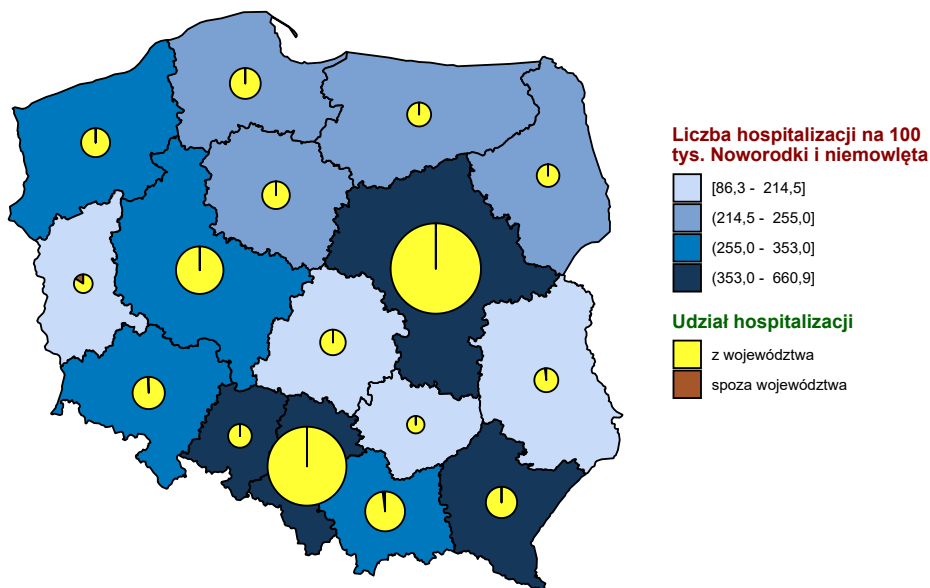 Liczba hospitalizacji na 100
tys. Noworodki i niemowlęta
[86,3 - 214,5]
(214,5 - 255,0]
(255,0 - 353,0]
(353,0 - 660,9]
Udział hospitalizacji
z województwa
spoza województwa